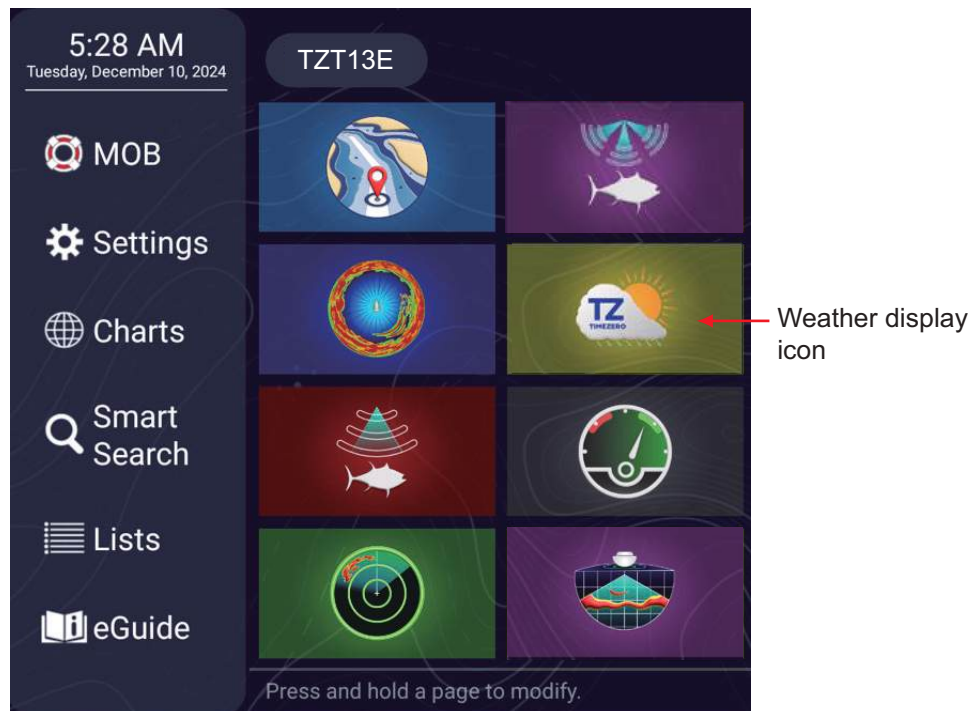 5:28 AM
Tuesday, December 10, 2024
MOB
Settings
Charts
Smart
Search
Lists
eGuide
TZT13E
TZ
TIMEZERO
Weather display
icon
Press and hold a page to modify.